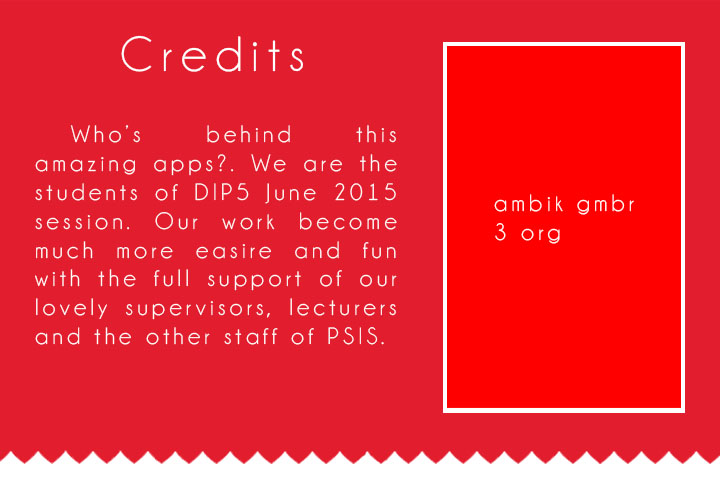 Credits
Who's behind this
amazing apps?. We are the
students of DIP5 June 2015
session. Our work become
much more easire and fun
with the full support of our
lovely supervisors, lecturers
and the other staff of PSIS.
ambik gmbr
3 org